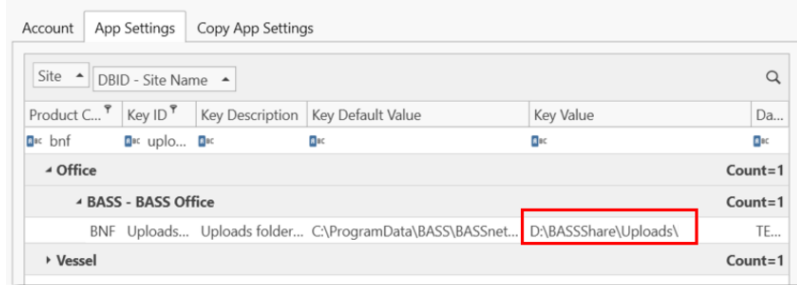 Account App Settings Copy App Settings
Site DBID - Site Name
Product C... Key ID Key Description Key Default Value Key Value Da...
bnf uplo...
Office Count=1
BASS - BASS Office Count=1
BNF Uploads... Uploads folder... C:\ProgramData\BASS\BASSnet... D:\BASSShare\Uploads\ TE...
Vessel Count=1